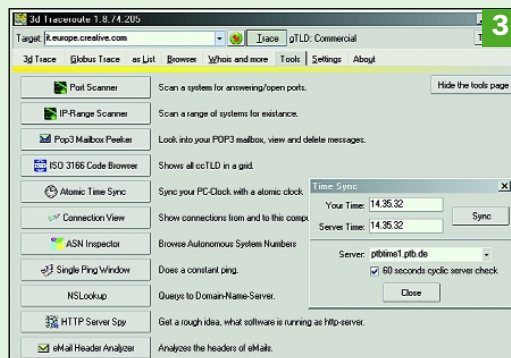 3d Traceroute 1.8.74.205
3
Target: it.europe.creative.com Trace gTLD: Commercial
3d Trace Globus Trace as List Browser Whois and more Tools Settings About
Hide the tools page
Port Scanner Scan a system for answering/open ports.
IP-Range Scanner Scan a range of systems for existance.
Pop3 Mailbox Peeker Look into your POP3 mailbox, view and delete messages.
ISO 3166 Code Browser Shows all ccTLD in a grid.
Atomic Time Sync Sync your PC-Clock with a atomic clock.
Connection View Show connections from and to this
ASN Inspector Browse Autonomous System Numbers
Single Ping Window Does a constant ping.
NSLookup Querys to Domain-Name-Server.
HTTP Server Spy Get a rough idea, what software is running as http-server.
eMail Header Analyzer Analyzes the headers of eMails.
Time Sync
Your Time: 14.35.32
Sync
Server Time: 14.35.32
Server: ptbtime1.ptb.de
60 seconds cyclic server check
Close